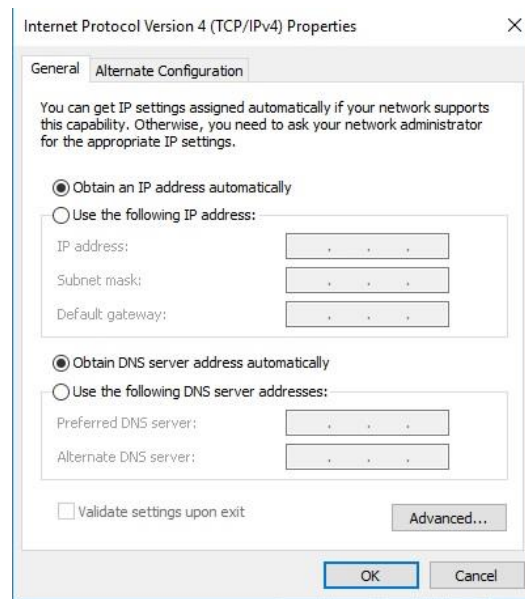 Internet Protocol Version 4 (TCP/IPv4) Properties
General
Alternate Configuration
You can get IP settings assigned automatically if your network supports
this capability. Otherwise, you need to ask your network administrator
for the appropriate IP settings.
Obtain an IP address automatically
Use the following IP address:
IP address:
Subnet mask:
Default gateway:
Obtain DNS server address automatically
Use the following DNS server addresses:
Preferred DNS server:
Alternate DNS server:
Validate settings upon exit
Advanced...
OK
Cancel